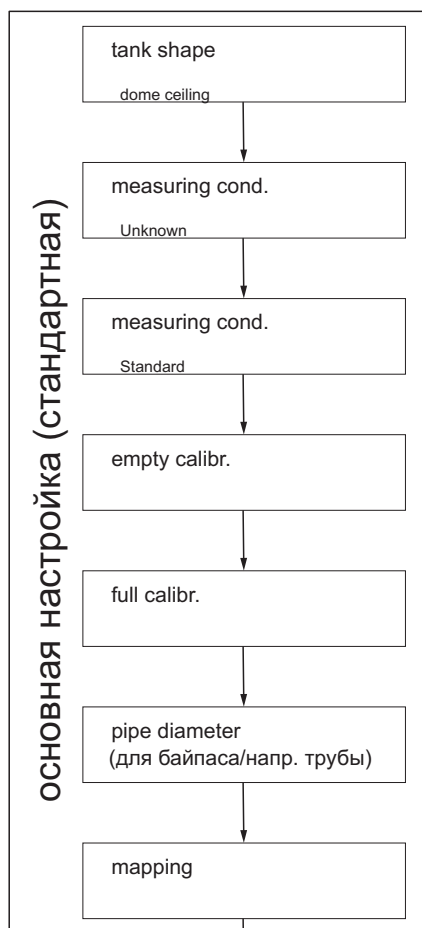 основная настройка (стандартная)
tank shape
dome ceiling
measuring cond.
Unknown
measuring cond.
Standard
empty calibr.
full calibr.
pipe diameter
(для байпаса/напр. трубы)
mapping